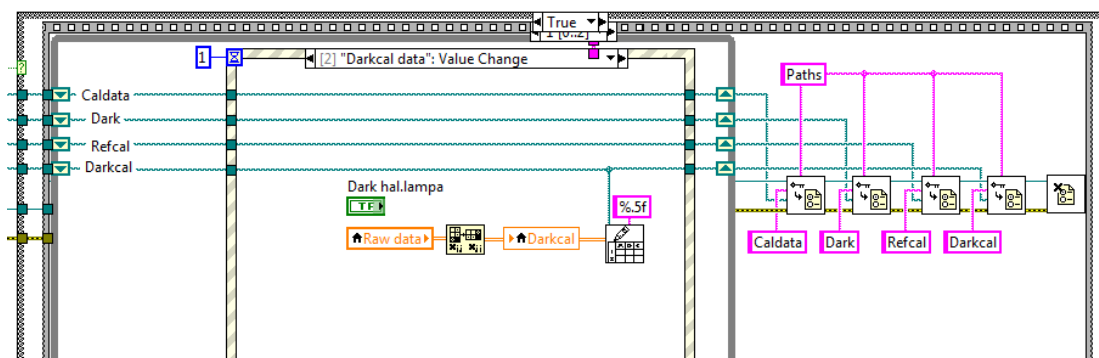 True
1 [0..2]
1
[2] "Darkcal data": Value Change
?
Paths
Caldata
Dark
Refcal
Darkcal
Dark hal.lampa
TF
%.5f
Raw data
Darkcal
Caldata
Dark
Refcal
Darkcal